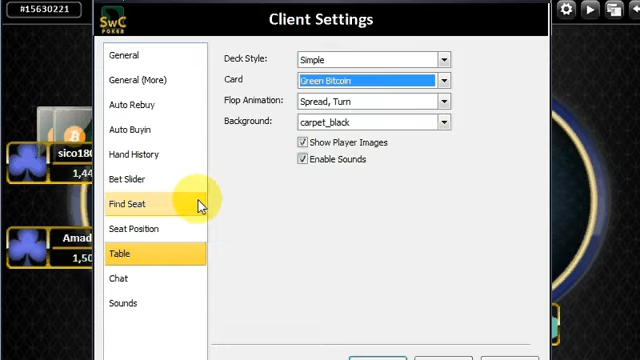 #15630221
SwC
POKER
Client Settings
General
General (More)
Auto Rebuy
Auto Buyin
Hand History
Bet Slider
Find Seat
Seat Position
Table
Chat
Sounds
Deck Style:
Simple
Card
Green Bitcoin
Flop Animation:
Spread, Turn
Background:
carpet_black
Show Player Images
Enable Sounds
sico180
1,44
Amad
1,50